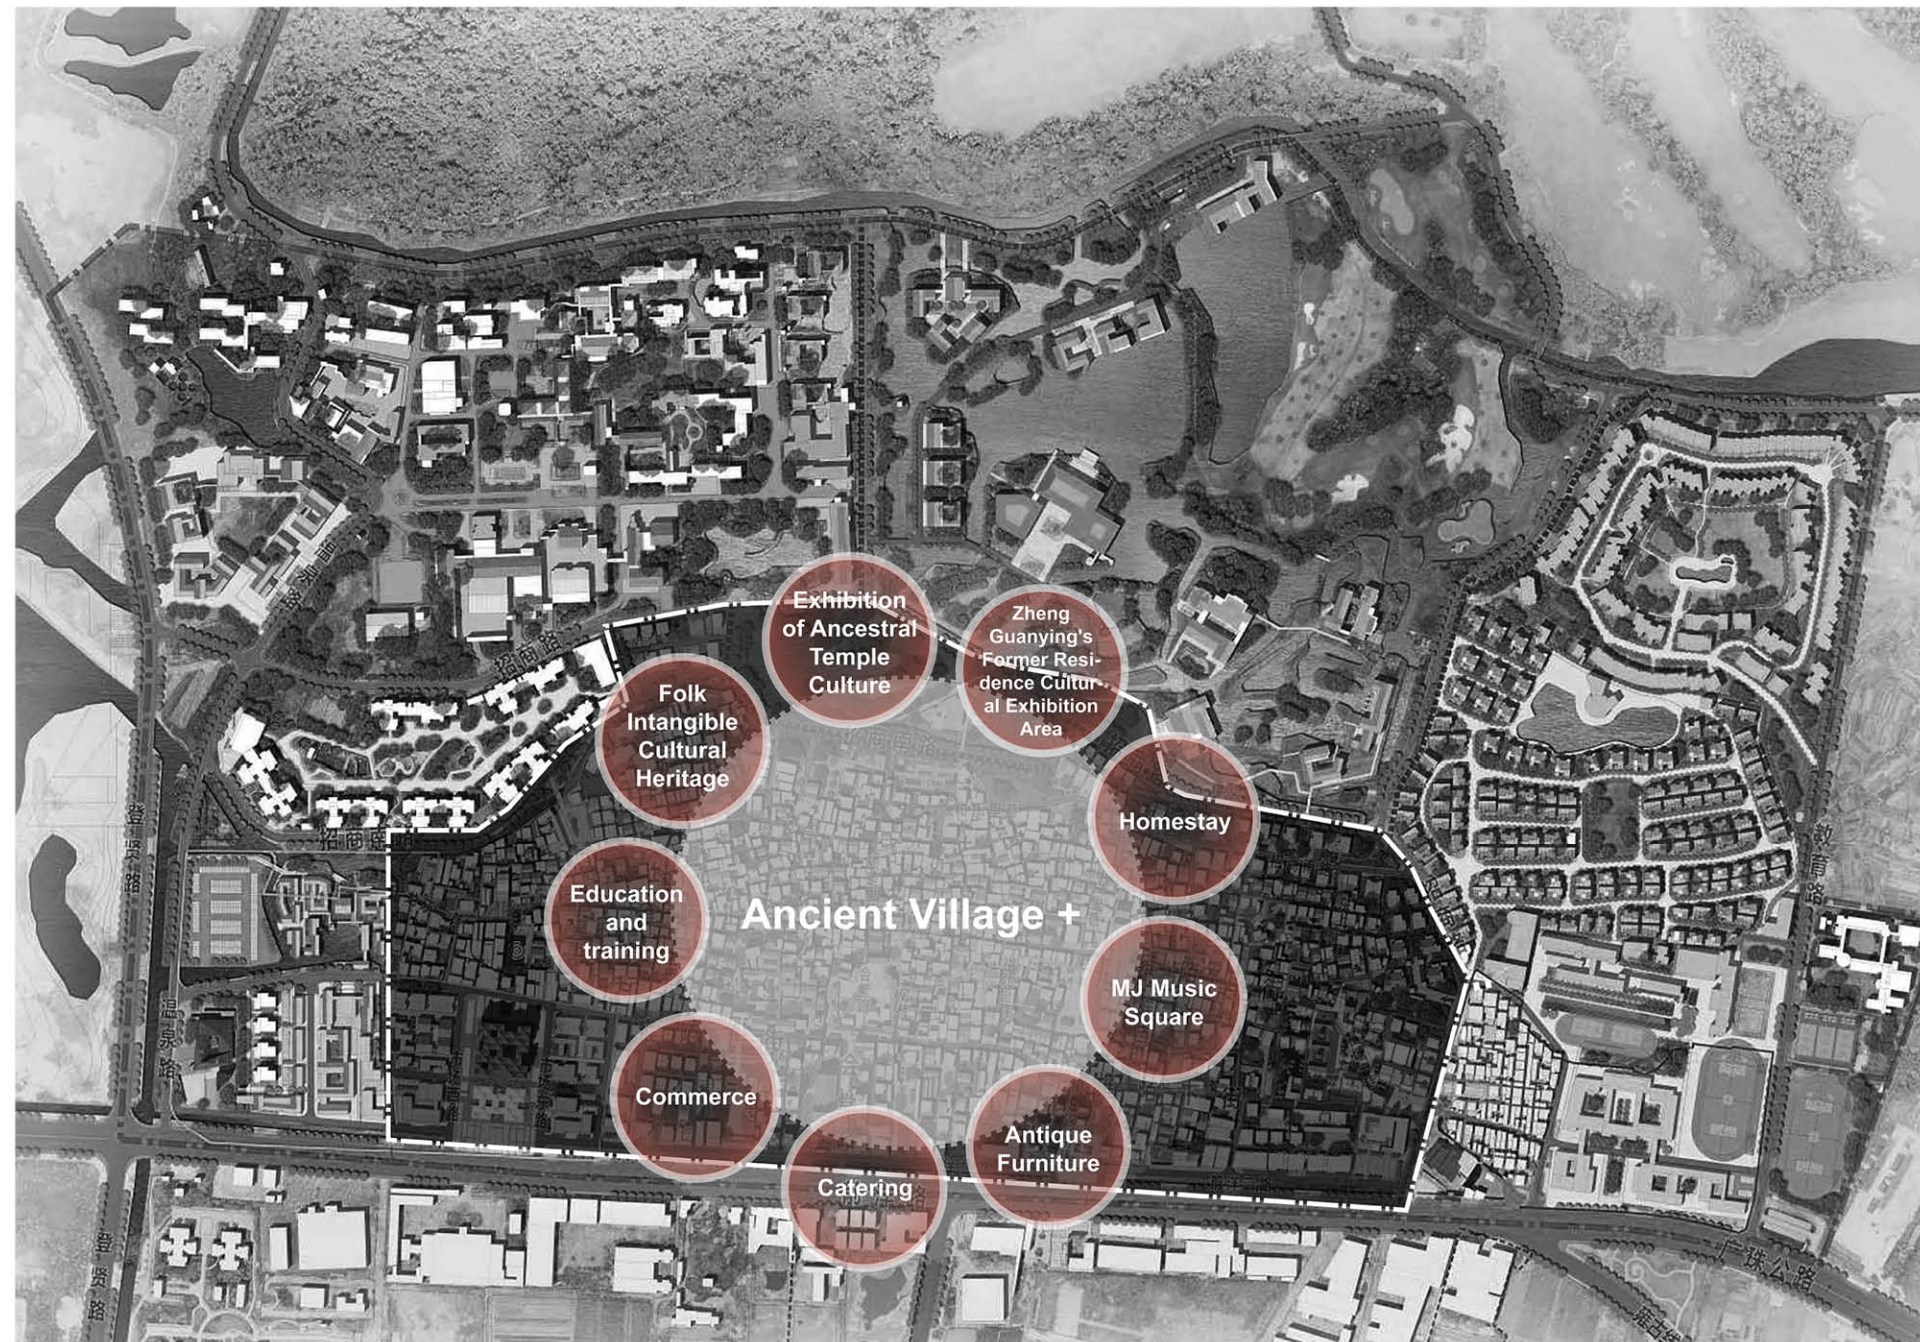 Exhibition
of Ancestral
Temple
Culture
Zheng
Guanying's
Former Resi-
dence Cultur-
al Exhibition
Area
Folk
Intangible
Cultural
Heritage
Homestay
Education
and
training
Ancient Village +
MJ Music
Square
Commerce
Antique
Furniture
Catering
招商路
广珠公路